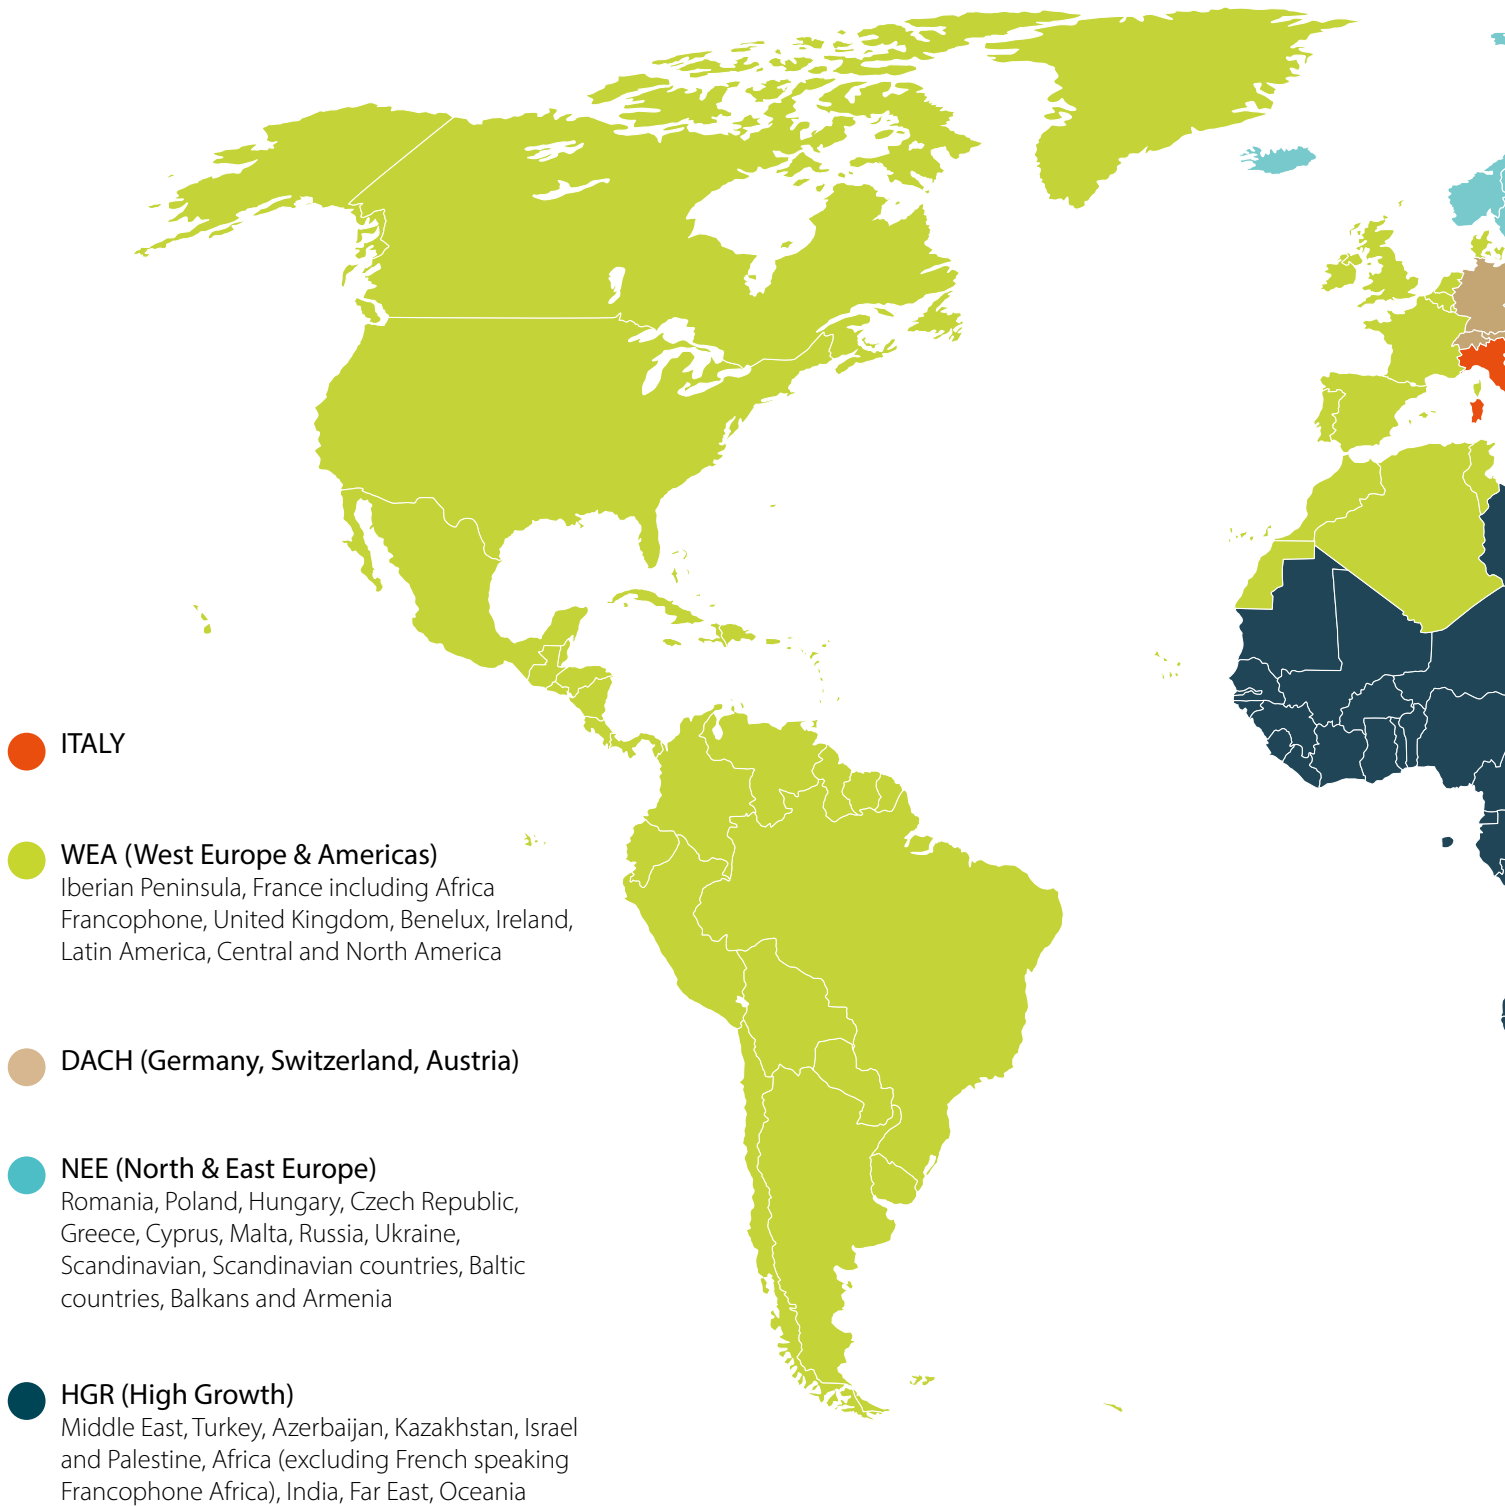 ITALY
WEA (West Europe & Americas)
Iberian Peninsula, France including Africa
Francophone, United Kingdom, Benelux, Ireland,
Latin America, Central and North America
DACH (Germany, Switzerland, Austria)
NEE (North & East Europe)
Romania, Poland, Hungary, Czech Republic,
Greece, Cyprus, Malta, Russia, Ukraine,
Scandinavian, Scandinavian countries, Baltic
countries, Balkans and Armenia
HGR (High Growth)
Middle East, Turkey, Azerbaijan, Kazakhstan, Israel
and Palestine, Africa (excluding French speaking
Francophone Africa), India, Far East, Oceania